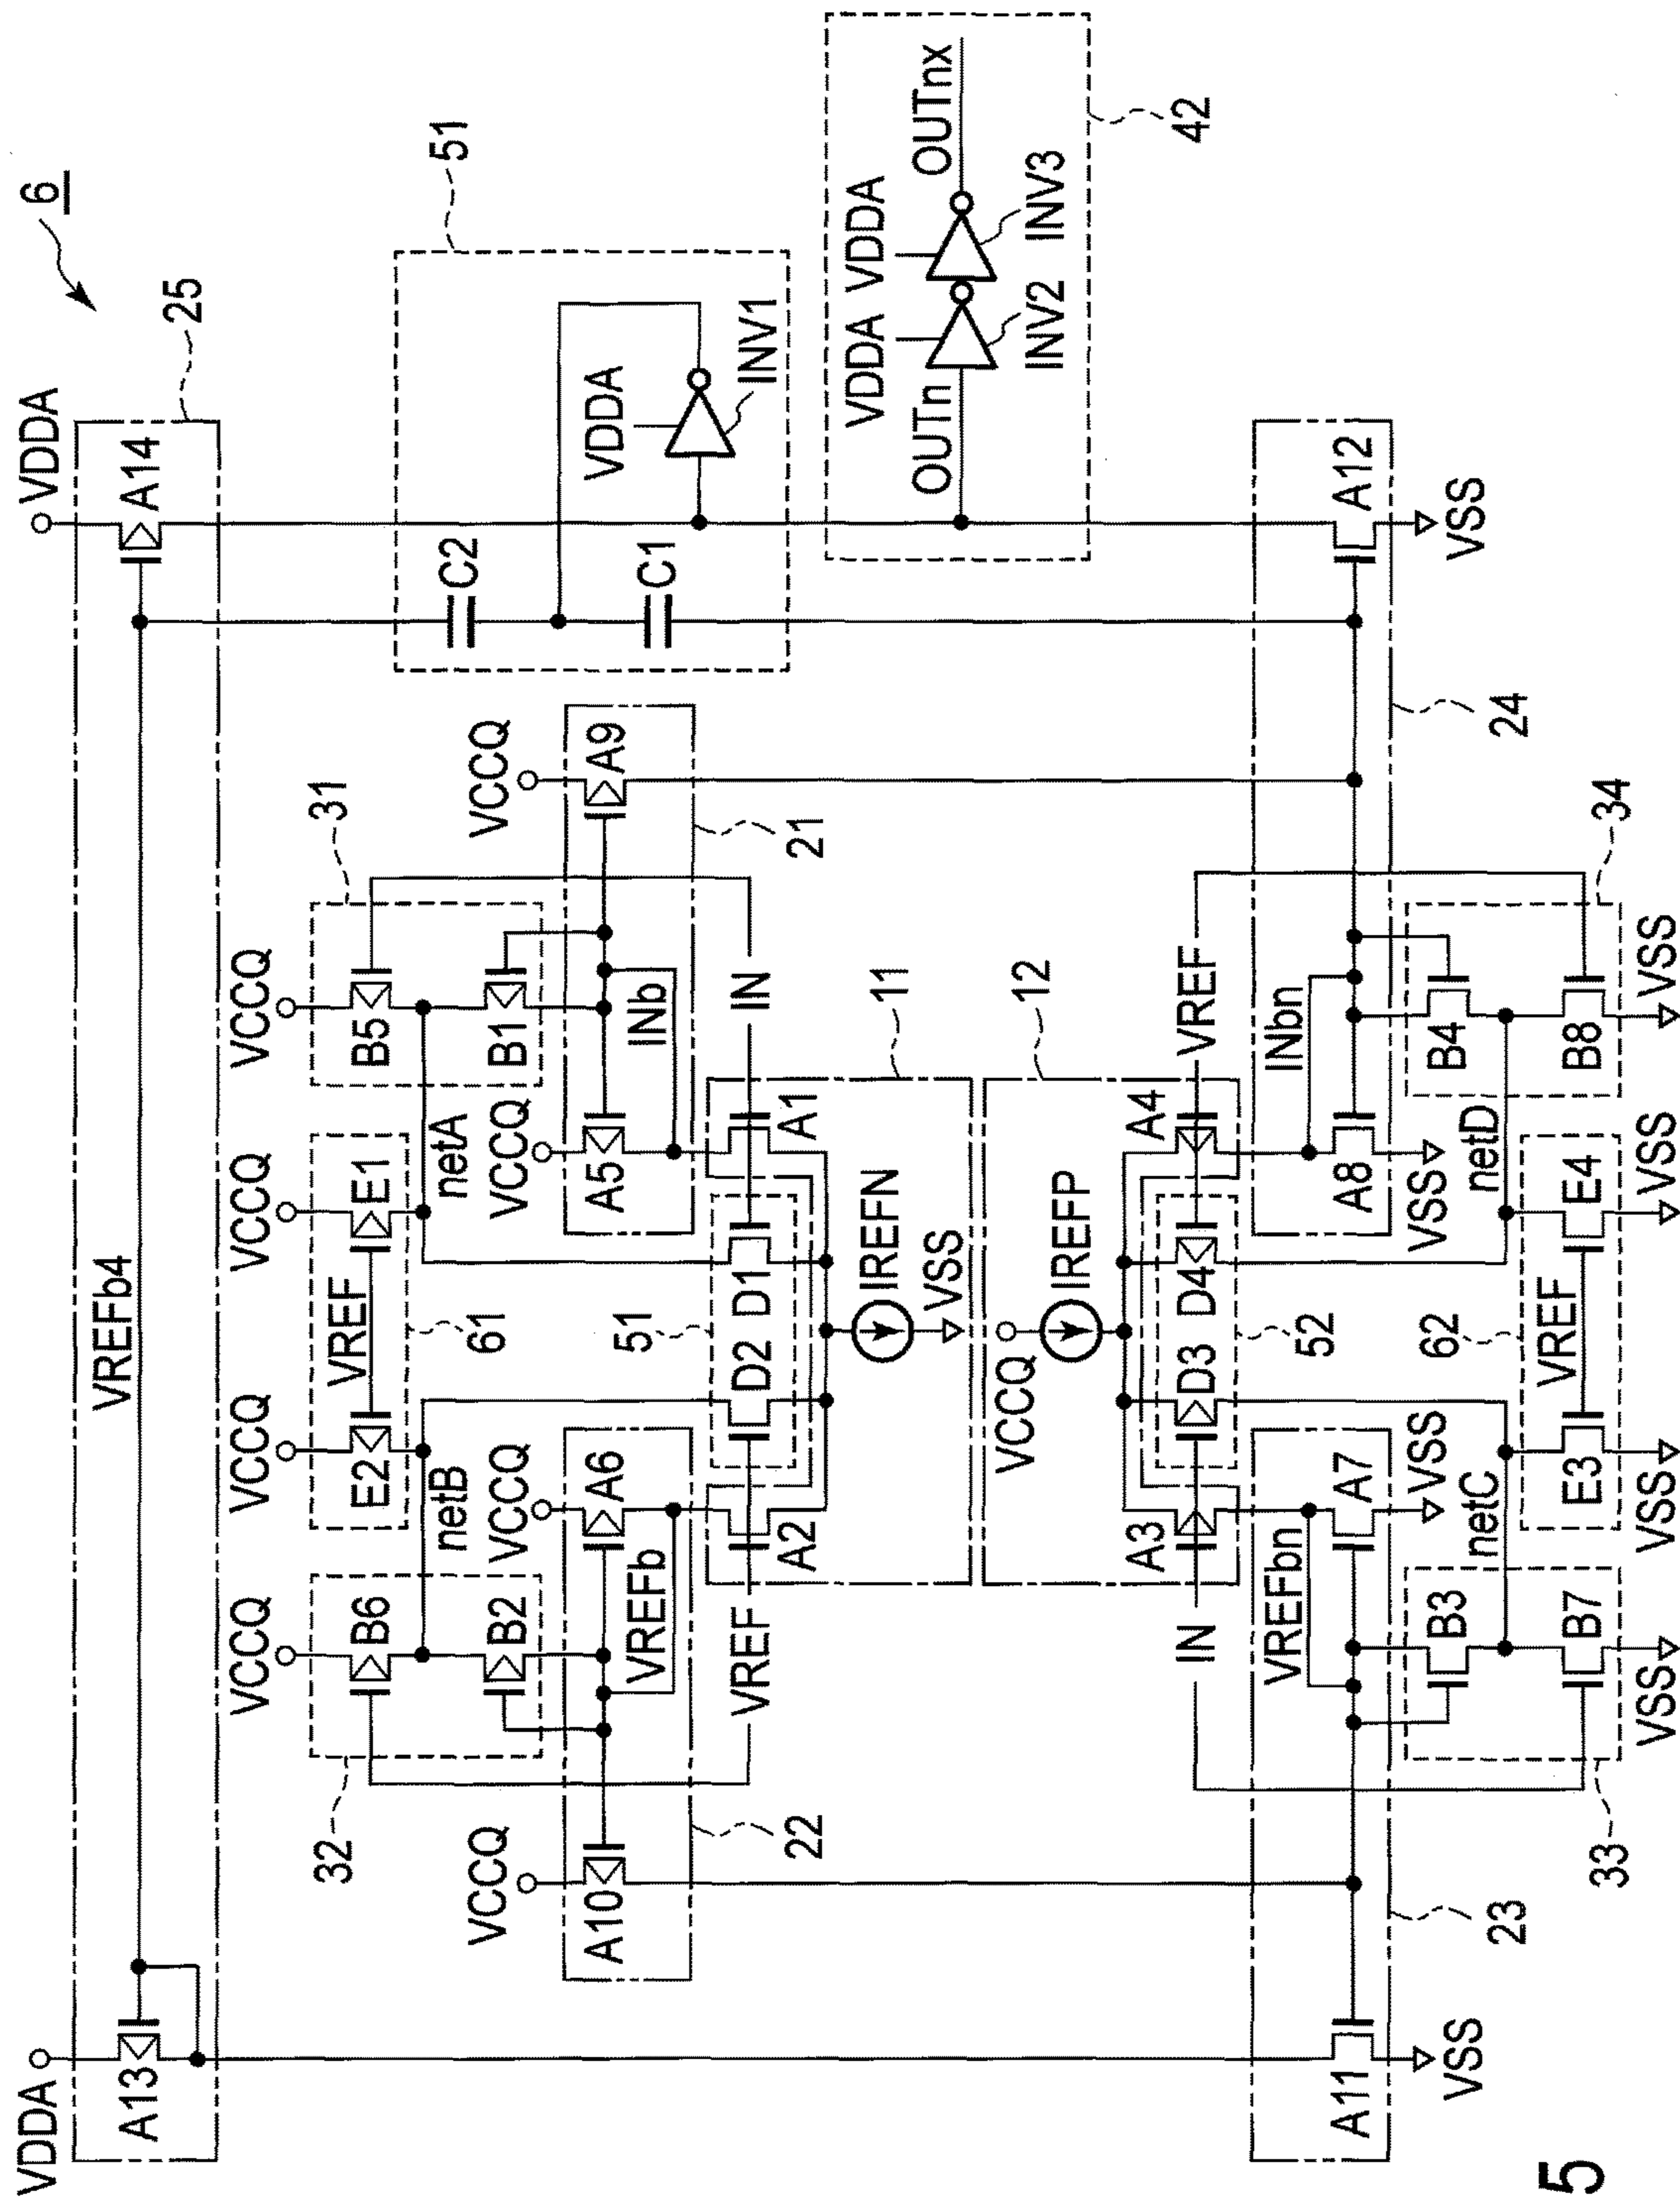 6
VDDA
VDDA
A13
A14
25
VREFb4
51
C2
C1
VDDA
INV1
VDDA
VDDA
OUTn
OUTnx
INV2
INV3
42
VCCQ
VCCQ
VCCQ
VCCQ
32
B6
B2
E2
VREF
E1
61
B5
B1
31
netB
netA
VCCQ
VCCQ
VCCQ
VCCQ
A10
A6
A5
A9
VREFb
INb
22
21
VREF
IN
A2
D2
D1
A1
51
IREFN
VSS
11
VCCQ
IREFP
12
IN
VREF
A3
D3
D4
A4
52
VREFbn
INbn
A11
A7
A8
A12
VSS
VSS
VSS
VSS
23
24
netC
netD
B3
B7
33
E3
VREF
E4
62
B4
B8
34
VSS
VSS
VSS
VSS
5